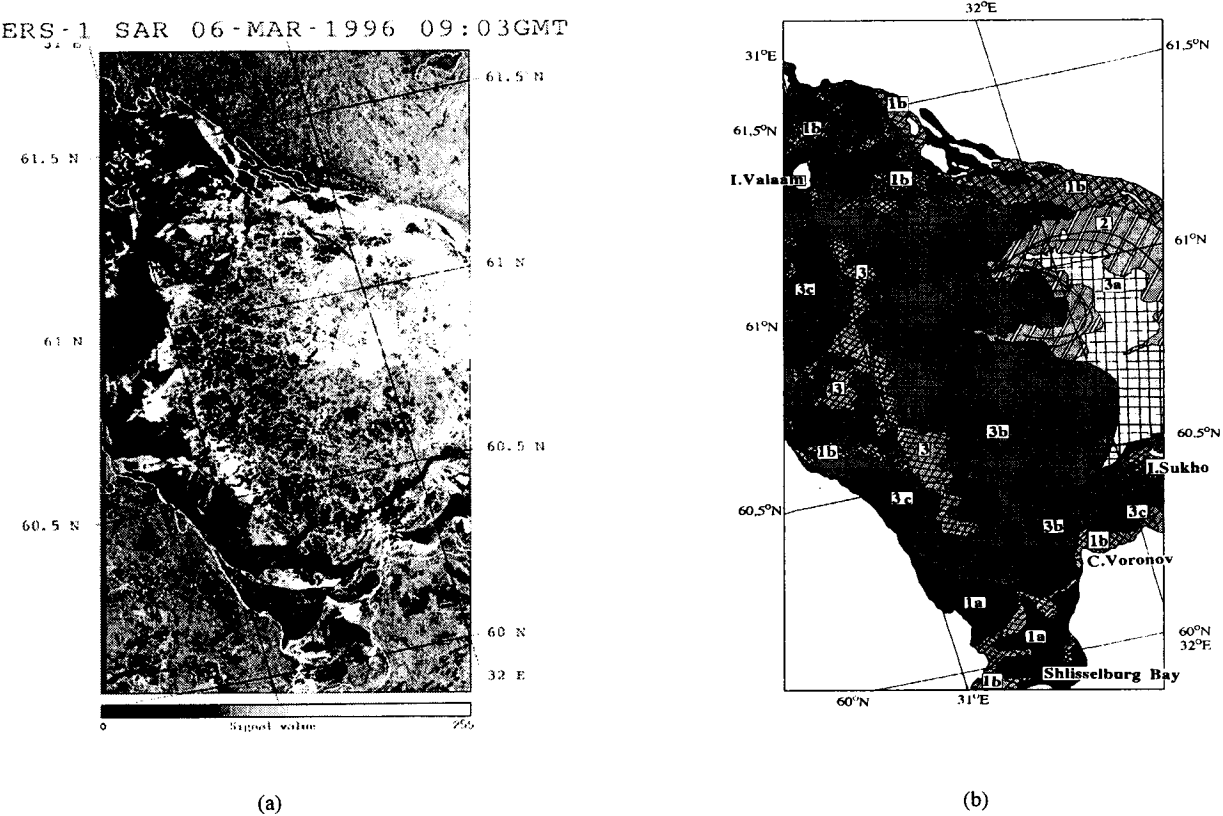 ERS-1 SAR 06-MAR-1996 09:03GMT
61.5 N
61.5 N
61 N
61 N
60.5 N
60.5 N
60 N
32 E
0
Signal value
255
(a)
32°E
31°E
61.5°N
1b
61.5°N
1b
I.Valaam
1b
1b
2
61°N
3
3a
3c
61°N
3
3b
1b
3
60.5°N
I.Sukho
3c
60.5°N
3b
3c
1b
C.Voronov
1a
1a
60°N
32°E
Shlisselburg Bay
1b
60°N
31°E
(b)